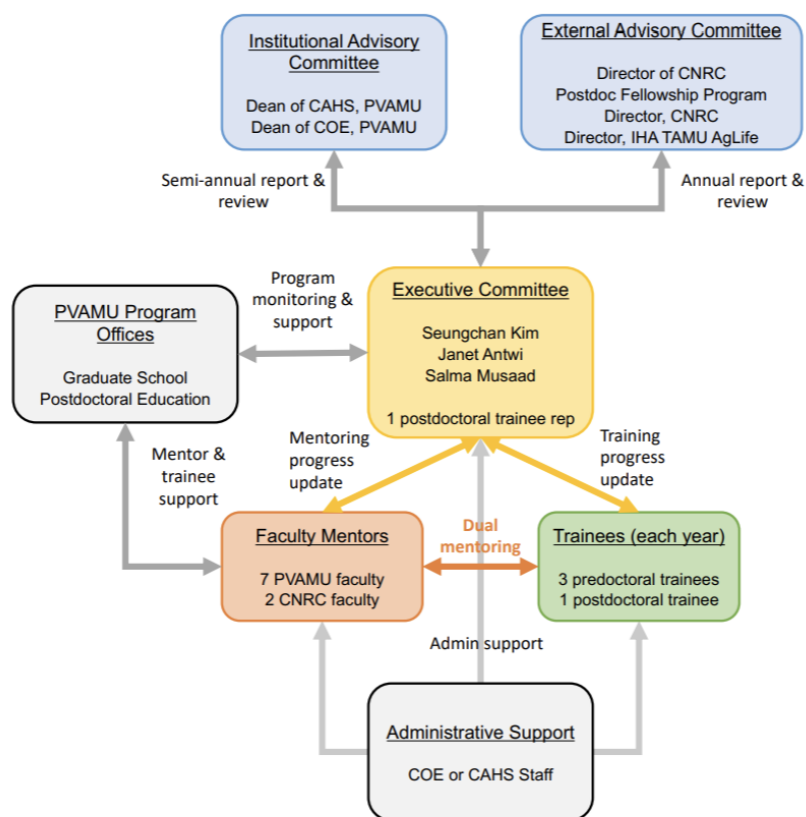 Institutional Advisory
Committee
Dean of CAHS, PVAMU
Dean of COE, PVAMU
External Advisory Committee
Director of CNRC
Postdoc Fellowship Program
Director, CNRC
Director, IHA TAMU AgLife
Semi-annual report &
review
Annual report &
review
Program
monitoring &
support
PVAMU Program
Offices
Graduate School
Postdoctoral Education
Executive Committee
Seungchan Kim
Janet Antwi
Salma Musaad
1 postdoctoral trainee rep
Mentor &
trainee
support
Mentoring
progress
update
Training
progress
update
Faculty Mentors
7 PVAMU faculty
2 CNRC faculty
Dual
mentoring
Trainees (each year)
3 predoctoral trainees
1 postdoctoral trainee
Admin support
Administrative Support
COE or CAHS Staff